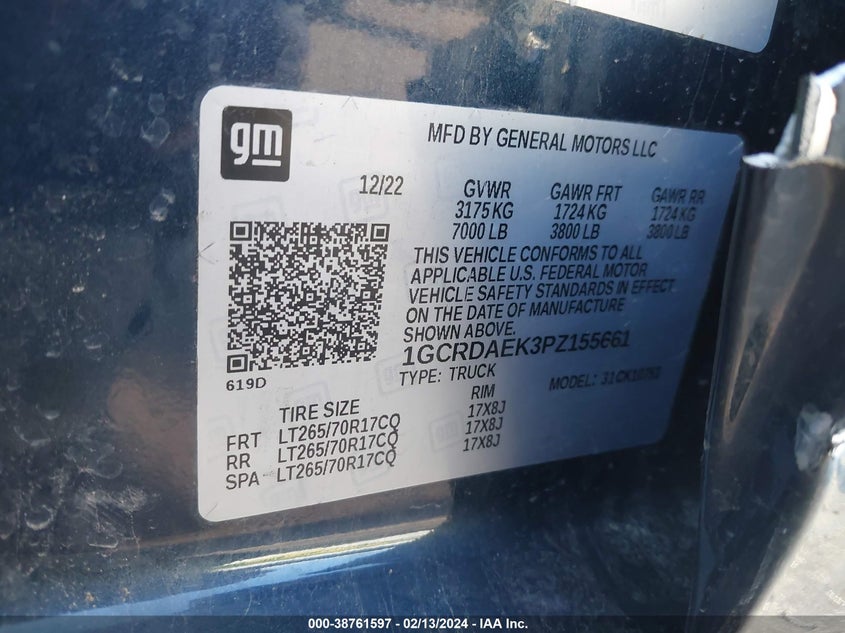 gm
MFD BY GENERAL MOTORS LLC
12/22
GVWR GAWR FRT GAWR RR
3175 KG 1724 KG 1724 KG
7000 LB 3800 LB 3800 LB
THIS VEHICLE CONFORMS TO ALL
APPLICABLE U.S. FEDERAL MOTOR
VEHICLE SAFETY STANDARDS IN EFFECT
ON THE DATE OF MANUFACTURE
SHOWN ABOVE.
1GCRDAEK3PZ155661
619D
TYPE: TRUCK MODEL:
TIRE SIZE RIM
FRT LT265/70R17CQ 17X8J
RR LT265/70R17CQ 17X8J
SPA LT265/70R17CQ 17X8J
000-38761597 - 02/13/2024 - IAA Inc.